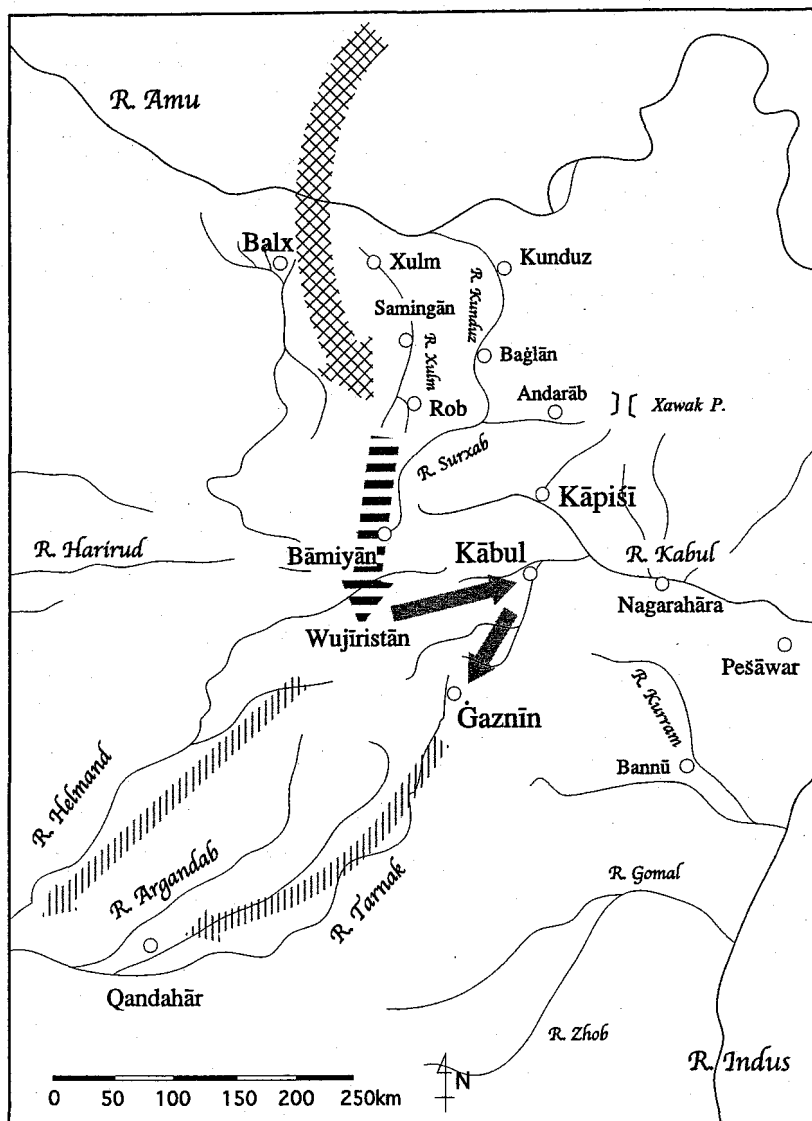 R. Amu
Balx
Xulm
Kunduz
R. Kunduz
Samingān
R. Xulm
Baġlān
Andarāb
Rob
Xawak P.
R. Surxab
Kāpiśī
R. Harirud
Bāmiyān
Kābul
R. Kabul
Nagarahāra
Wujīristān
Pešāwar
Ġaznīn
R. Kurram
Bannū
R. Helmand
R. Argandab
R. Tarnak
R. Gomal
Qandahār
R. Zhob
R. Indus
N
0 50 100 150 200 250km